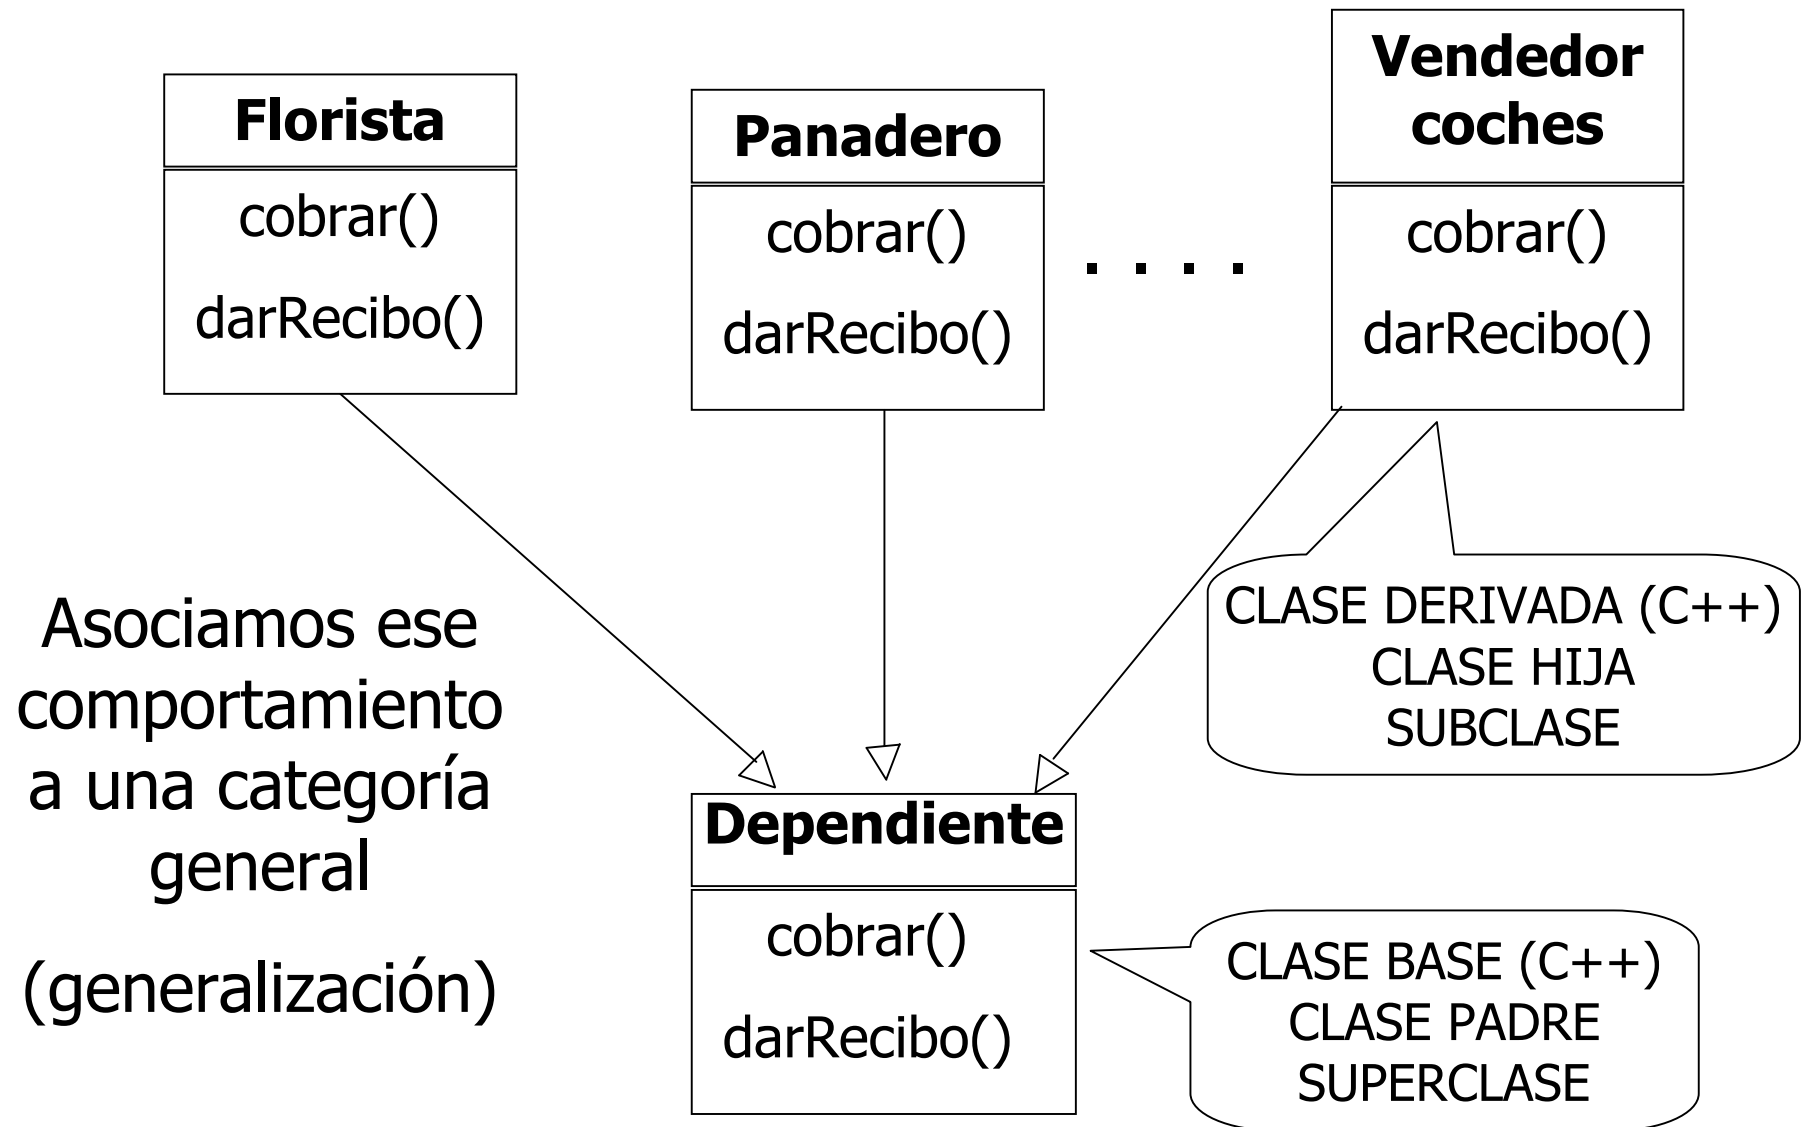 Florista
cobrar()
darRecibo()
Panadero
cobrar()
darRecibo()
. . . .
Vendedor
coches
cobrar()
darRecibo()
Asociamos ese
comportamiento
a una categoría
general
(generalización)
CLASE DERIVADA (C++)
CLASE HIJA
SUBCLASE
Dependiente
cobrar()
darRecibo()
CLASE BASE (C++)
CLASE PADRE
SUPERCLASE